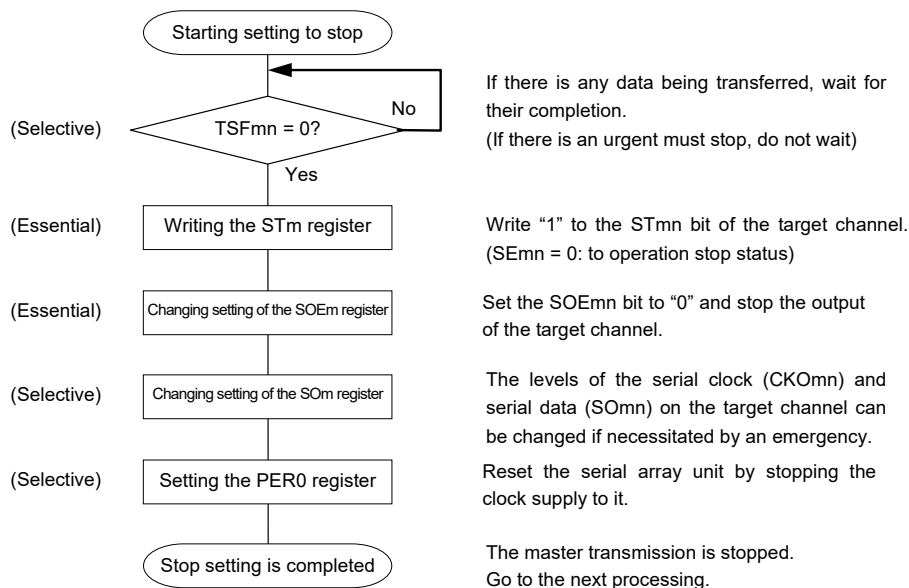 Starting setting to stop
No
(Selective)
TSFmn = 0?
If there is any data being transferred, wait for
their completion.
(If there is an urgent must stop, do not wait)
Yes
(Essential)
Writing the STm register
Write “1” to the STmn bit of the target channel.
(SEmn = 0: to operation stop status)
(Essential)
Changing setting of the SOEm register
Set the SOEmn bit to “0” and stop the output
of the target channel.
(Selective)
Changing setting of the SOm register
The levels of the serial clock (CKOmn) and
serial data (SOmn) on the target channel can
be changed if necessitated by an emergency.
(Selective)
Setting the PER0 register
Reset the serial array unit by stopping the
clock supply to it.
Stop setting is completed
The master transmission is stopped.
Go to the next processing.